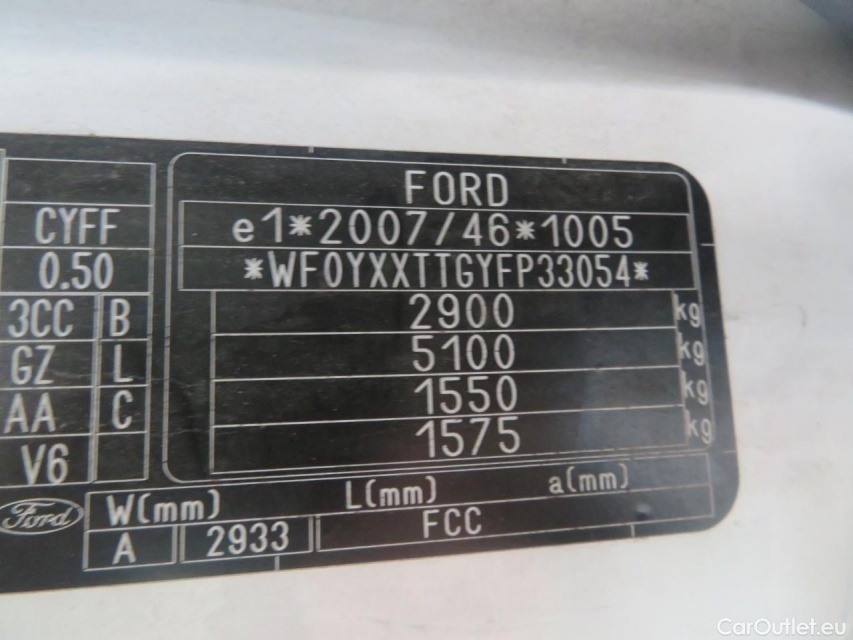 FORD
e1*2007/46*1005
*WF0YXXTTGYFP33054*
2900 kg
5100 kg
1550 kg
1575 kg
CYFF
0.50
3CC B
GZ L
AA C
V6
Ford
W(mm) L(mm) a(mm)
A 2933 FCC
CarOutlet.eu